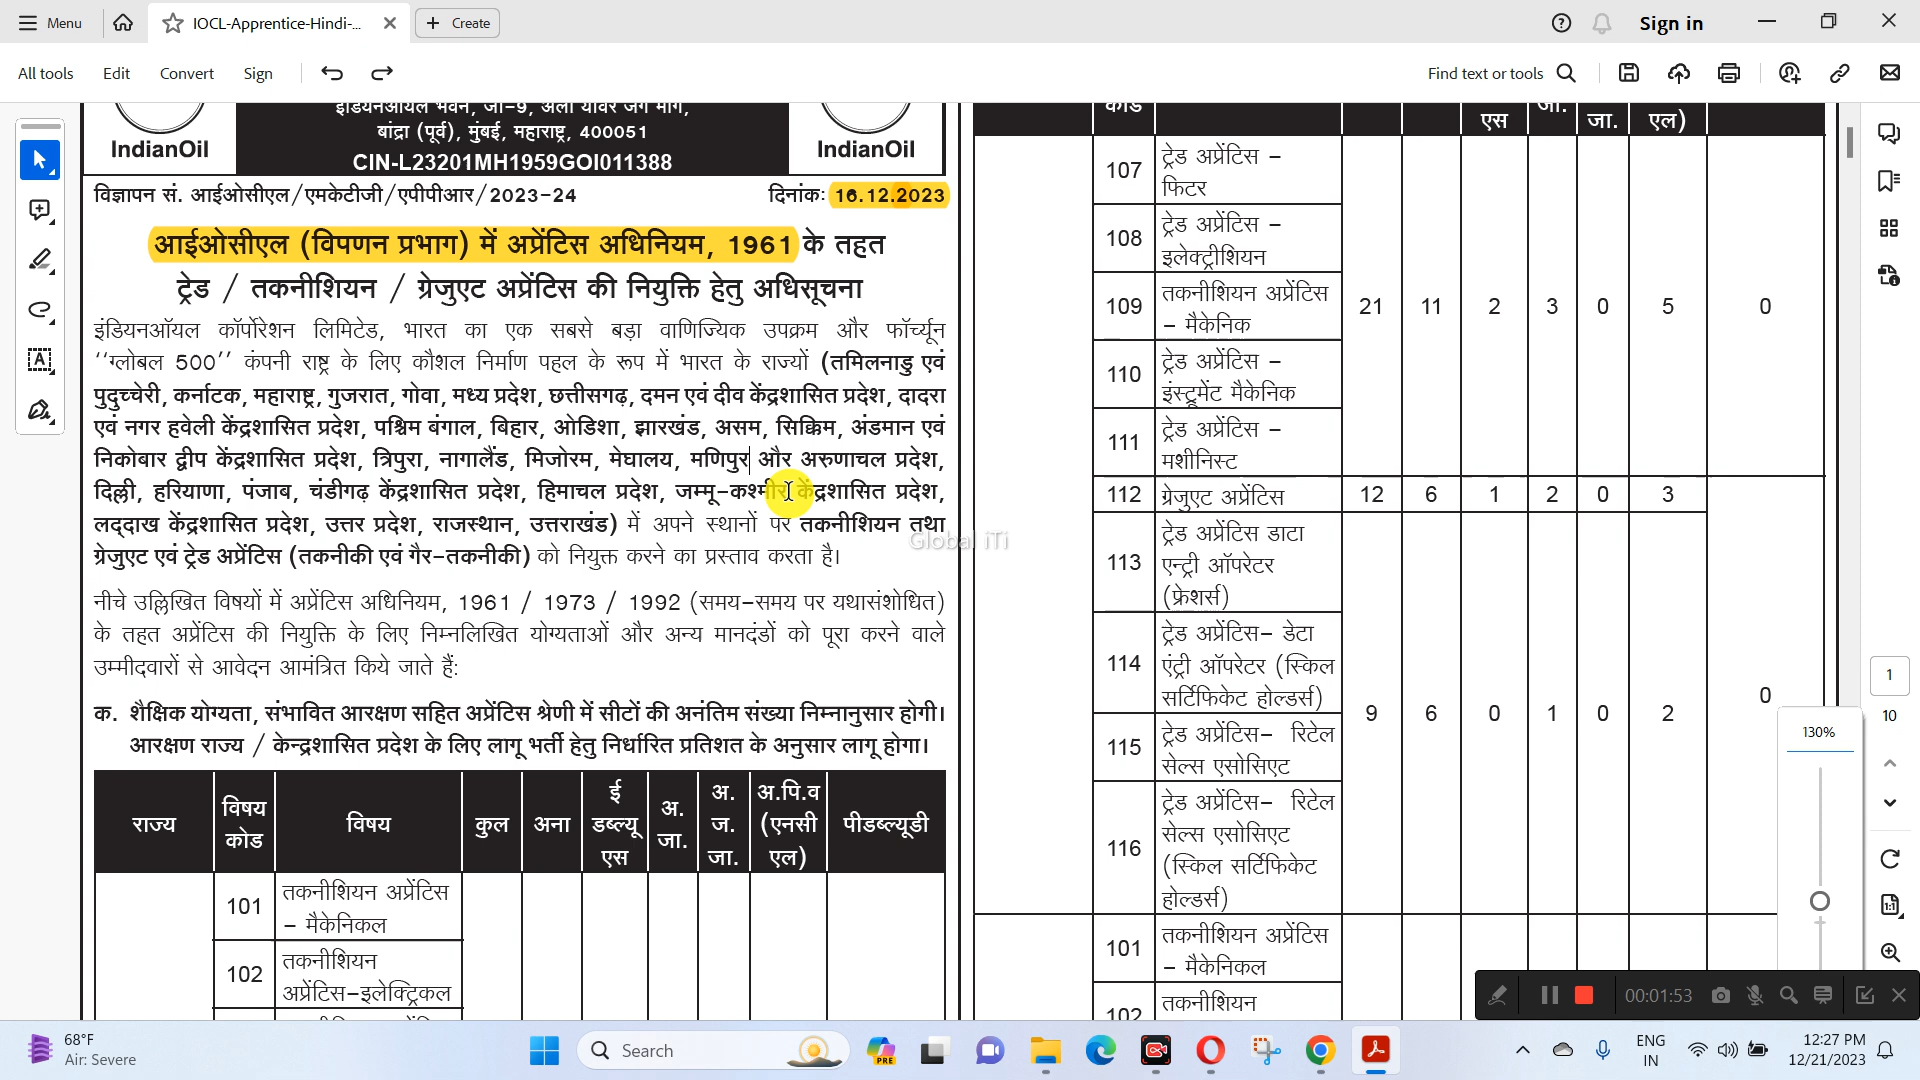 Menu
IOCL-Apprentice-Hindi-...
Create
Sign in
All tools
Edit
Convert
Sign
Find text or tools
बांद्रा (पूर्व), मुंबई, महाराष्ट्र, 400051
CIN-L23201MH1959GOI011388
IndianOil
IndianOil
विज्ञापन सं. आईओसीएल/एमकेटीजी/एपीपीआर/2023-24
दिनांक: 16.12.2023
आईओसीएल (विपणन प्रभाग) में अप्रेंटिस अधिनियम, 1961 के तहत
ट्रेड / तकनीशियन / ग्रेजुएट अप्रेंटिस की नियुक्ति हेतु अधिसूचना
इंडियनऑयल कॉर्पोरेशन लिमिटेड, भारत का एक सबसे बड़ा वाणिज्यिक उपक्रम और फॉर्च्यून
‘‘ग्लोबल 500’’ कंपनी राष्ट्र के लिए कौशल निर्माण पहल के रूप में भारत के राज्यों (तमिलनाडु एवं
पुदुच्चेरी, कर्नाटक, महाराष्ट्र, गुजरात, गोवा, मध्य प्रदेश, छत्तीसगढ़, दमन एवं दीव केंद्रशासित प्रदेश, दादरा
एवं नगर हवेली केंद्रशासित प्रदेश, पश्चिम बंगाल, बिहार, ओडिशा, झारखंड, असम, सिक्किम, अंडमान एवं
निकोबार द्वीप केंद्रशासित प्रदेश, त्रिपुरा, नागालैंड, मिजोरम, मेघालय, मणिपुर और अरुणाचल प्रदेश,
दिल्ली, हरियाणा, पंजाब, चंडीगढ़ केंद्रशासित प्रदेश, हिमाचल प्रदेश, जम्मू-कश्मीर केंद्रशासित प्रदेश,
लद्दाख केंद्रशासित प्रदेश, उत्तर प्रदेश, राजस्थान, उत्तराखंड) में अपने स्थानों पर तकनीशियन तथा
ग्रेजुएट एवं ट्रेड अप्रेंटिस (तकनीकी एवं गैर-तकनीकी) को नियुक्त करने का प्रस्ताव करता है।
नीचे उल्लिखित विषयों में अप्रेंटिस अधिनियम, 1961 / 1973 / 1992 (समय-समय पर यथासंशोधित)
के तहत अप्रेंटिस की नियुक्ति के लिए निम्नलिखित योग्यताओं और अन्य मानदंडों को पूरा करने वाले
उम्मीदवारों से आवेदन आमंत्रित किये जाते हैं:
क. शैक्षिक योग्यता, संभावित आरक्षण सहित अप्रेंटिस श्रेणी में सीटों की अनंतिम संख्या निम्नानुसार होगी।
आरक्षण राज्य / केन्द्रशासित प्रदेश के लिए लागू भर्ती हेतु निर्धारित प्रतिशत के अनुसार लागू होगा।
राज्य विषय कोड विषय कुल अना ई डब्ल्यू एस अ. जा. अ. ज. जा. अ.पि.व (एनसी एल) पीडब्ल्यूडी
101 तकनीशियन अप्रेंटिस
- मैकेनिकल
102 तकनीशियन
अप्रेंटिस-इलेक्ट्रिकल
कोड एस जा. जा. एल)
107 ट्रेड अप्रेंटिस -
फिटर
108 ट्रेड अप्रेंटिस -
इलेक्ट्रीशियन
109 तकनीशियन अप्रेंटिस
- मैकेनिक
21 11 2 3 0 5 0
110 ट्रेड अप्रेंटिस -
इंस्ट्रूमेंट मैकेनिक
111 ट्रेड अप्रेंटिस -
मशीनिस्ट
112 ग्रेजुएट अप्रेंटिस 12 6 1 2 0 3
113 ट्रेड अप्रेंटिस डाटा
एन्ट्री ऑपरेटर
(फ्रेशर्स)
114 ट्रेड अप्रेंटिस- डेटा
एंट्री ऑपरेटर (स्किल
सर्टिफिकेट होल्डर्स)
9 6 0 1 0 2 0
115 ट्रेड अप्रेंटिस- रिटेल
सेल्स एसोसिएट
116 ट्रेड अप्रेंटिस- रिटेल
सेल्स एसोसिएट
(स्किल सर्टिफिकेट
होल्डर्स)
101 तकनीशियन अप्रेंटिस
- मैकेनिकल
102 तकनीशियन
Global iTi
1
10
130%
00:01:53
68°F
Air: Severe
Search
PRE
ENG
IN
12:27 PM
12/21/2023